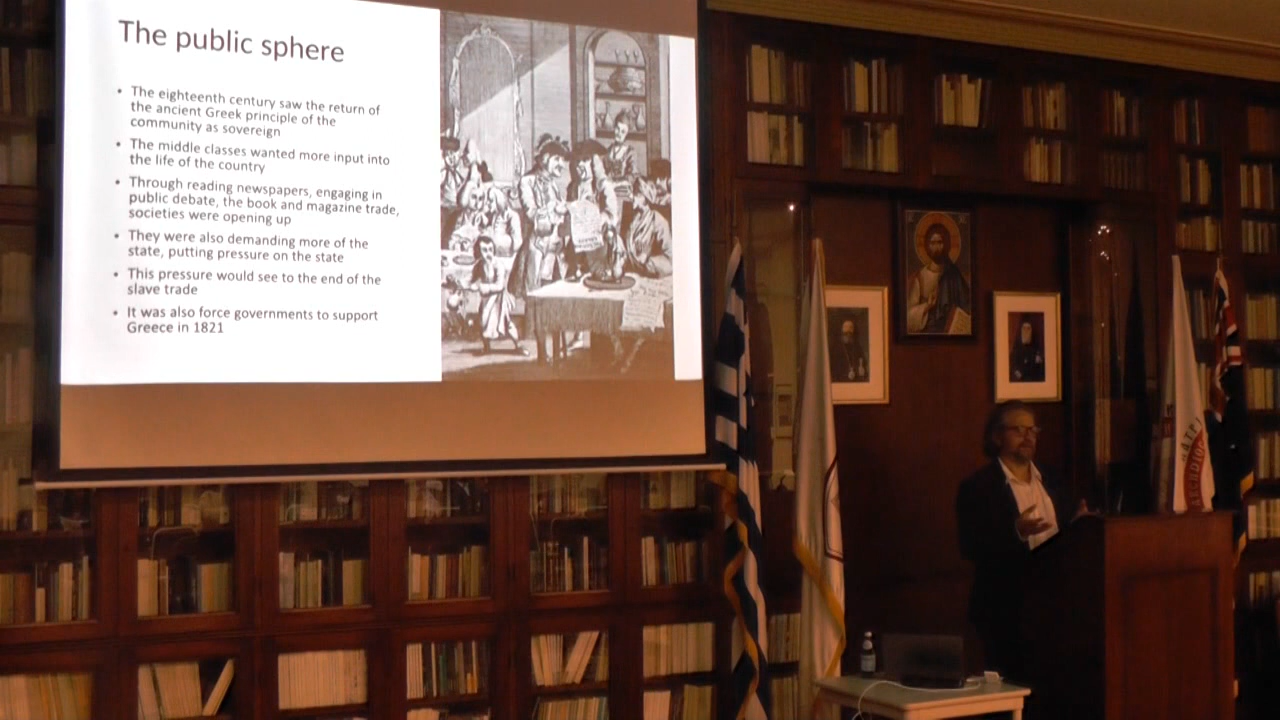 The public sphere
• The eighteenth century saw the return of
the ancient Greek principle of the
community as sovereign
• The middle classes wanted more input into
the life of the country
• Through reading newspapers, engaging in
public debate, the book and magazine trade,
societies were opening up
• They were also demanding more of the
state, putting pressure on the state
• This pressure would see to the end of the
slave trade
• It was also force governments to support
Greece in 1821